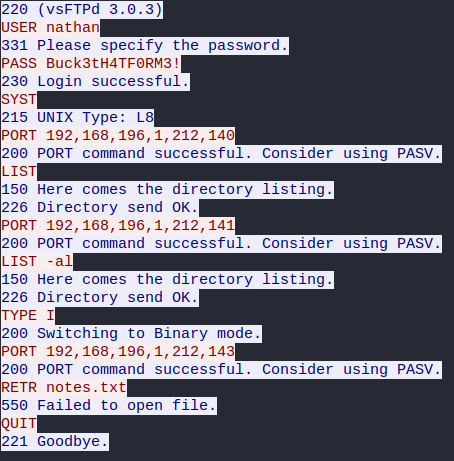 220 (vsFTPd 3.0.3)
USER nathan
331 Please specify the password.
PASS Buck3tH4TF0RM3!
230 Login successful.
SYST
215 UNIX Type: L8
PORT 192,168,196,1,212,140
200 PORT command successful. Consider using PASV.
LIST
150 Here comes the directory listing.
226 Directory send OK.
PORT 192,168,196,1,212,141
200 PORT command successful. Consider using PASV.
LIST -al
150 Here comes the directory listing.
226 Directory send OK.
TYPE I
200 Switching to Binary mode.
PORT 192,168,196,1,212,143
200 PORT command successful. Consider using PASV.
RETR notes.txt
550 Failed to open file.
QUIT
221 Goodbye.